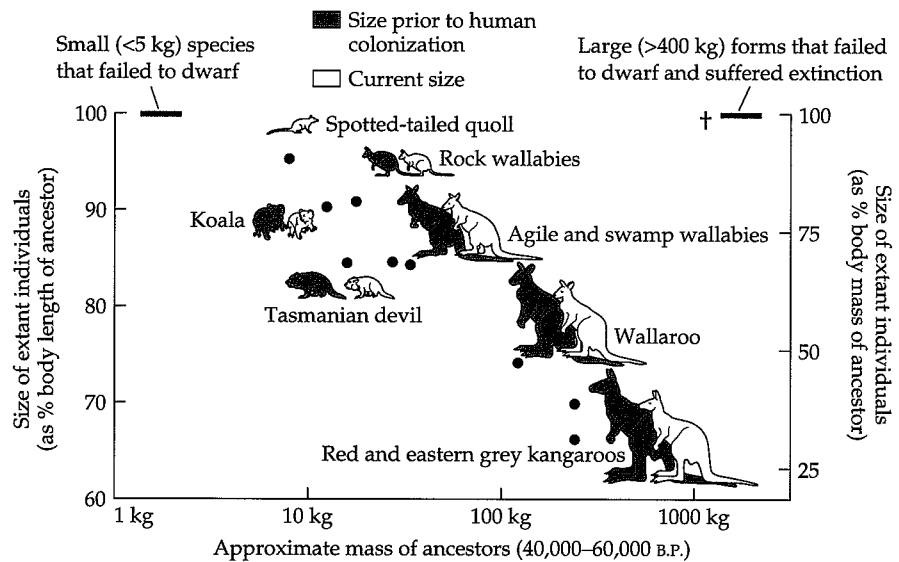 Size prior to human
colonization
Current size
Small (<5 kg) species
that failed to dwarf
Large (>400 kg) forms that failed
to dwarf and suffered extinction
†
100
90
80
70
60
Size of extant individuals
(as % body length of ancestor)
Spotted-tailed quoll
Rock wallabies
Koala
Agile and swamp wallabies
Tasmanian devil
Wallaroo
Red and eastern grey kangaroos
100
75
50
25
Size of extant individuals
(as % body mass of ancestor)
1 kg
10 kg
100 kg
1000 kg
Approximate mass of ancestors (40,000–60,000 B.P.)